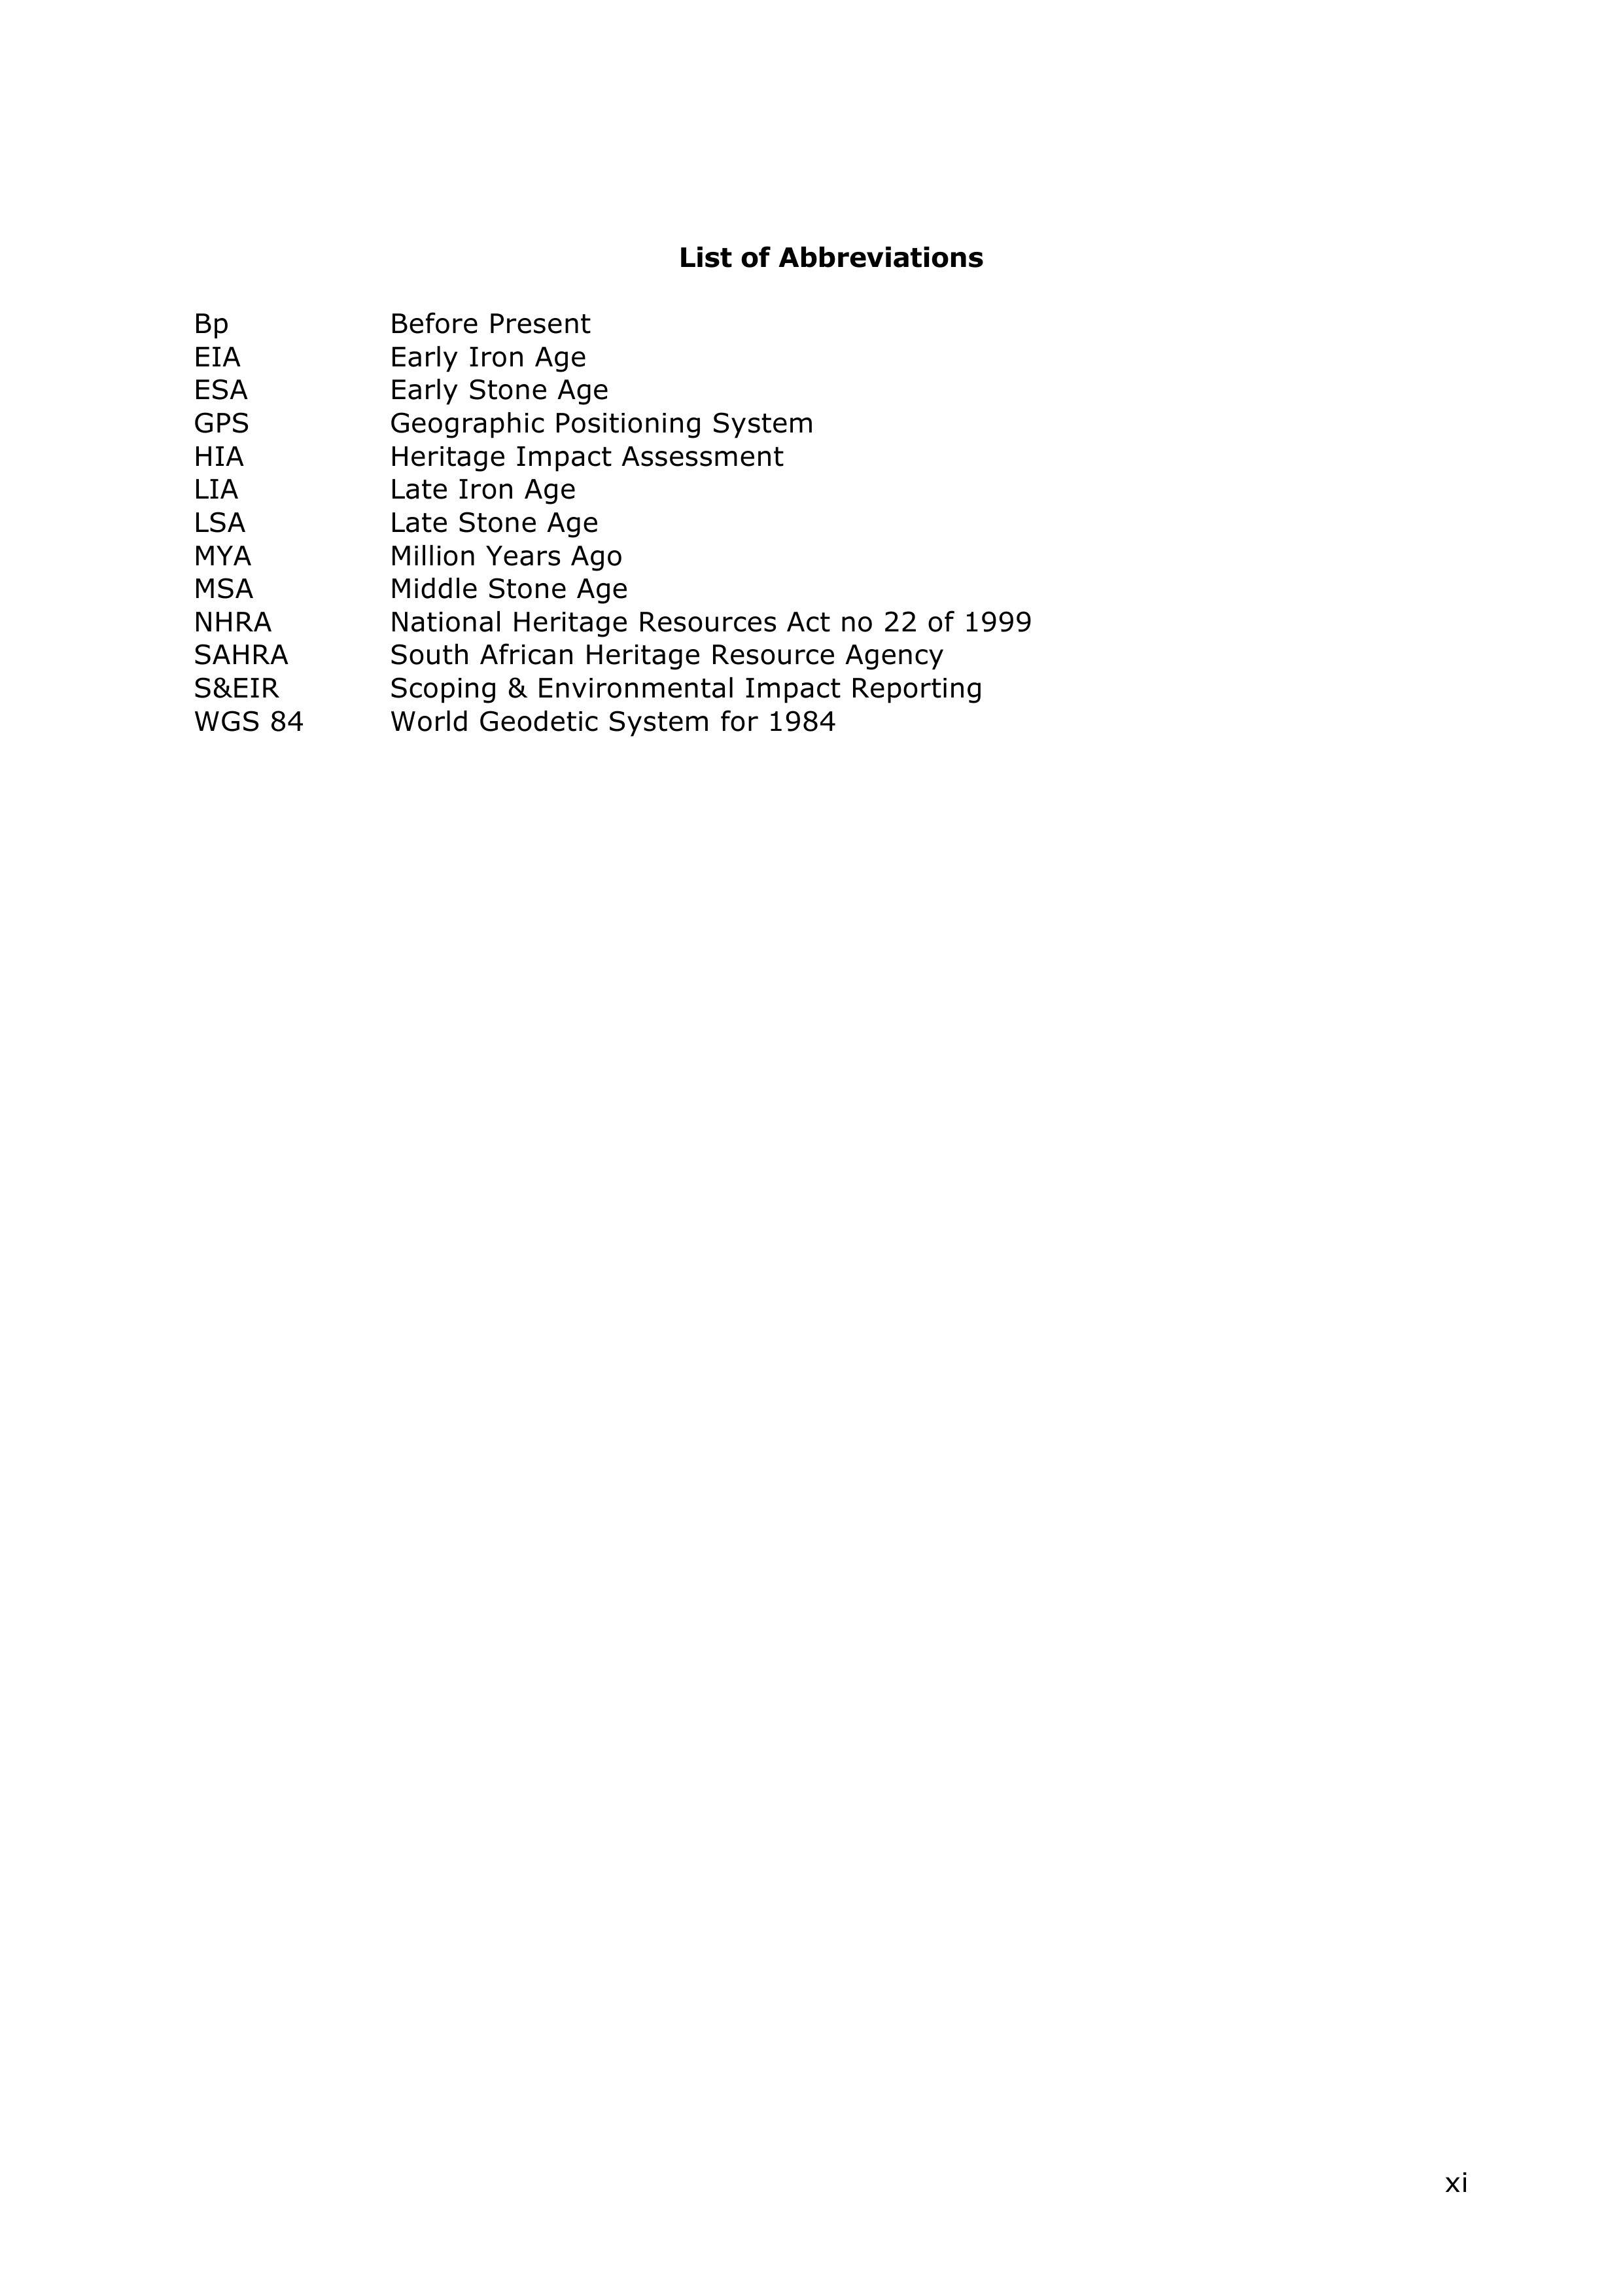 List of Abbreviations
Bp Before Present
EIA Early Iron Age
ESA Early Stone Age
GPS Geographic Positioning System
HIA Heritage Impact Assessment
LIA Late Iron Age
LSA Late Stone Age
MYA Million Years Ago
MSA Middle Stone Age
NHRA National Heritage Resources Act no 22 of 1999
SAHRA South African Heritage Resource Agency
S&EIR Scoping & Environmental Impact Reporting
WGS 84 World Geodetic System for 1984
xi